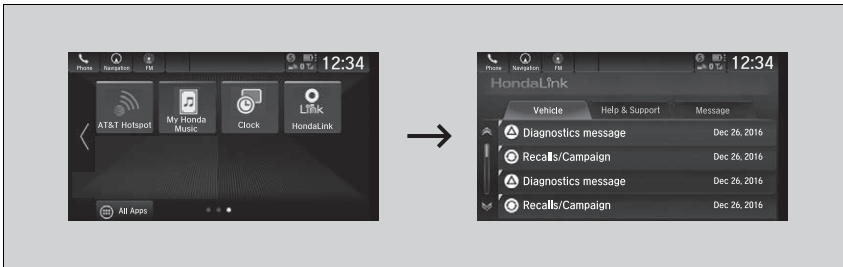 Phone Navigation FM 12:34
AT&T Hotspot
My Honda
Music
Clock
Link
HondaLink
All Apps
Phone Navigation FM 12:34
HondaLink
Vehicle Help & Support Message
Diagnostics message Dec 26, 2016
Recalls/Campaign Dec 26, 2016
Diagnostics message Dec 26, 2016
Recalls/Campaign Dec 26, 2016